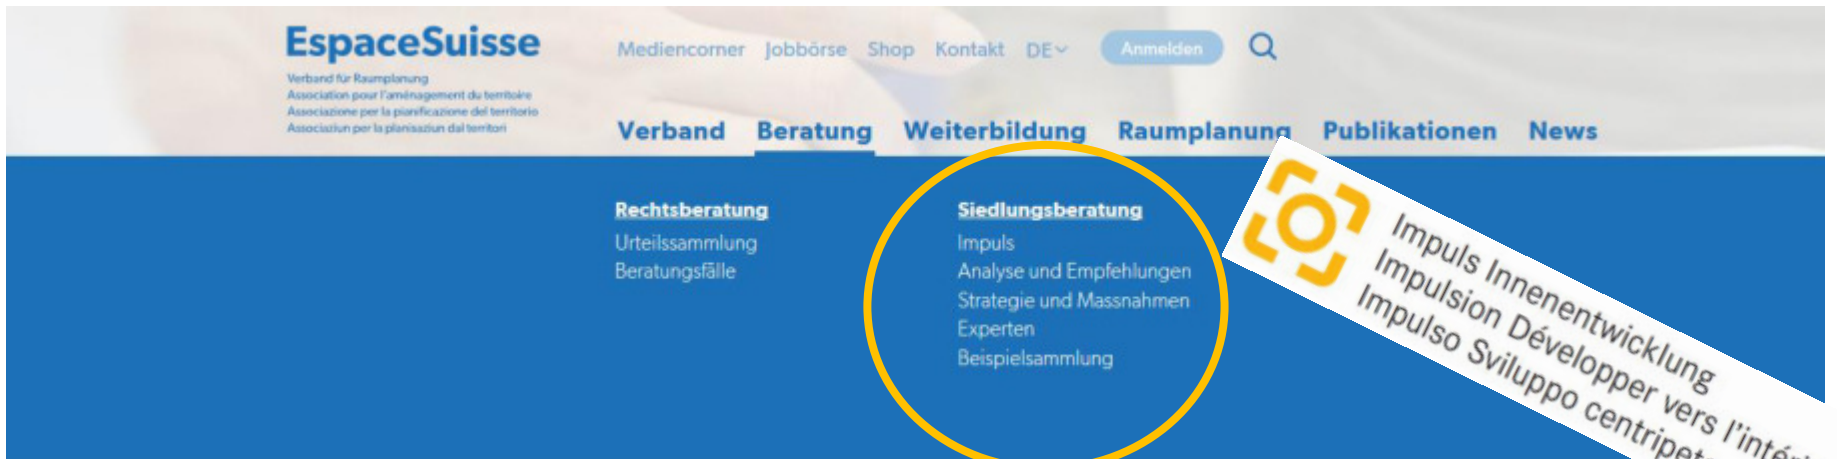 EspaceSuisse
Verband für Raumplanung
Association pour l'aménagement du territoire
Associazione per la pianificazione del territorio
Associaziun per la planisaziun dal territori
Mediencorner Jobbörse Shop Kontakt DE Anmelden
Verband Beratung Weiterbildung Raumplanung Publikationen News
Rechtsberatung
Urteilssammlung
Beratungsfälle
Siedlungsberatung
Impuls
Analyse und Empfehlungen
Strategie und Massnahmen
Experten
Beispielsammlung
Impuls Innenentwicklung
Impulsion Développer vers l'intéri
Impulso Sviluppo centripet